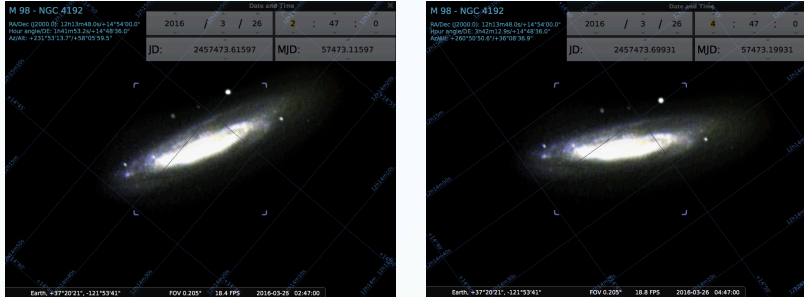 M 98 - NGC 4192
RA/Dec (J2000.0): 12h13m48.0s/+14°54'00.0"
Hour angle/DE: 1h41m53.2s/+14°48'36.0"
Az/Alt: +231°53'13.7"/+58°05'59.5"
Date and Time
2016 / 3 / 26 2 : 47 : 0
JD: 2457473.61597 MJD: 57473.11597
Earth, +37°20'21", -121°53'41" FOV 0.205° 18.4 FPS 2016-03-26 02:47:00
M 98 - NGC 4192
RA/Dec (J2000.0): 12h13m48.0s/+14°54'00.0"
Hour angle/DE: 3h42m12.9s/+14°48'36.0"
Az/Alt: +260°50'50.6"/+36°08'36.9"
Date and Time
2016 / 3 / 26 4 : 47 : 0
JD: 2457473.69931 MJD: 57473.19931
Earth, +37°20'21", -121°53'41" FOV 0.205° 18.8 FPS 2016-03-26 04:47:00